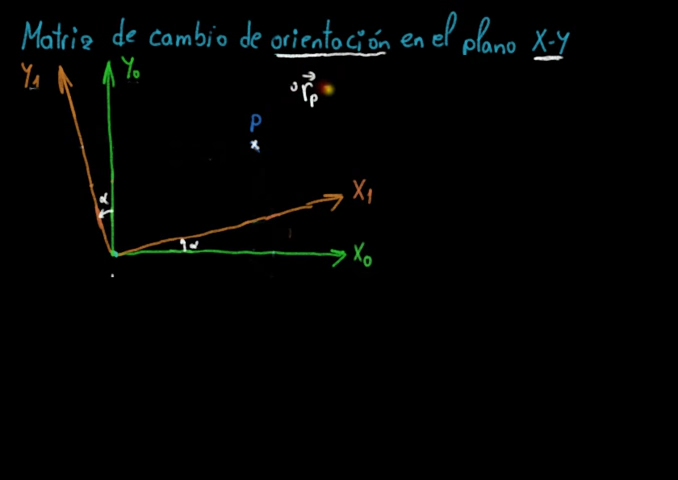 Matriz de cambio de orientación en el plano X-Y
Y₁
Y₀
⁰r⃗ₚ
P
α
X₁
α
X₀